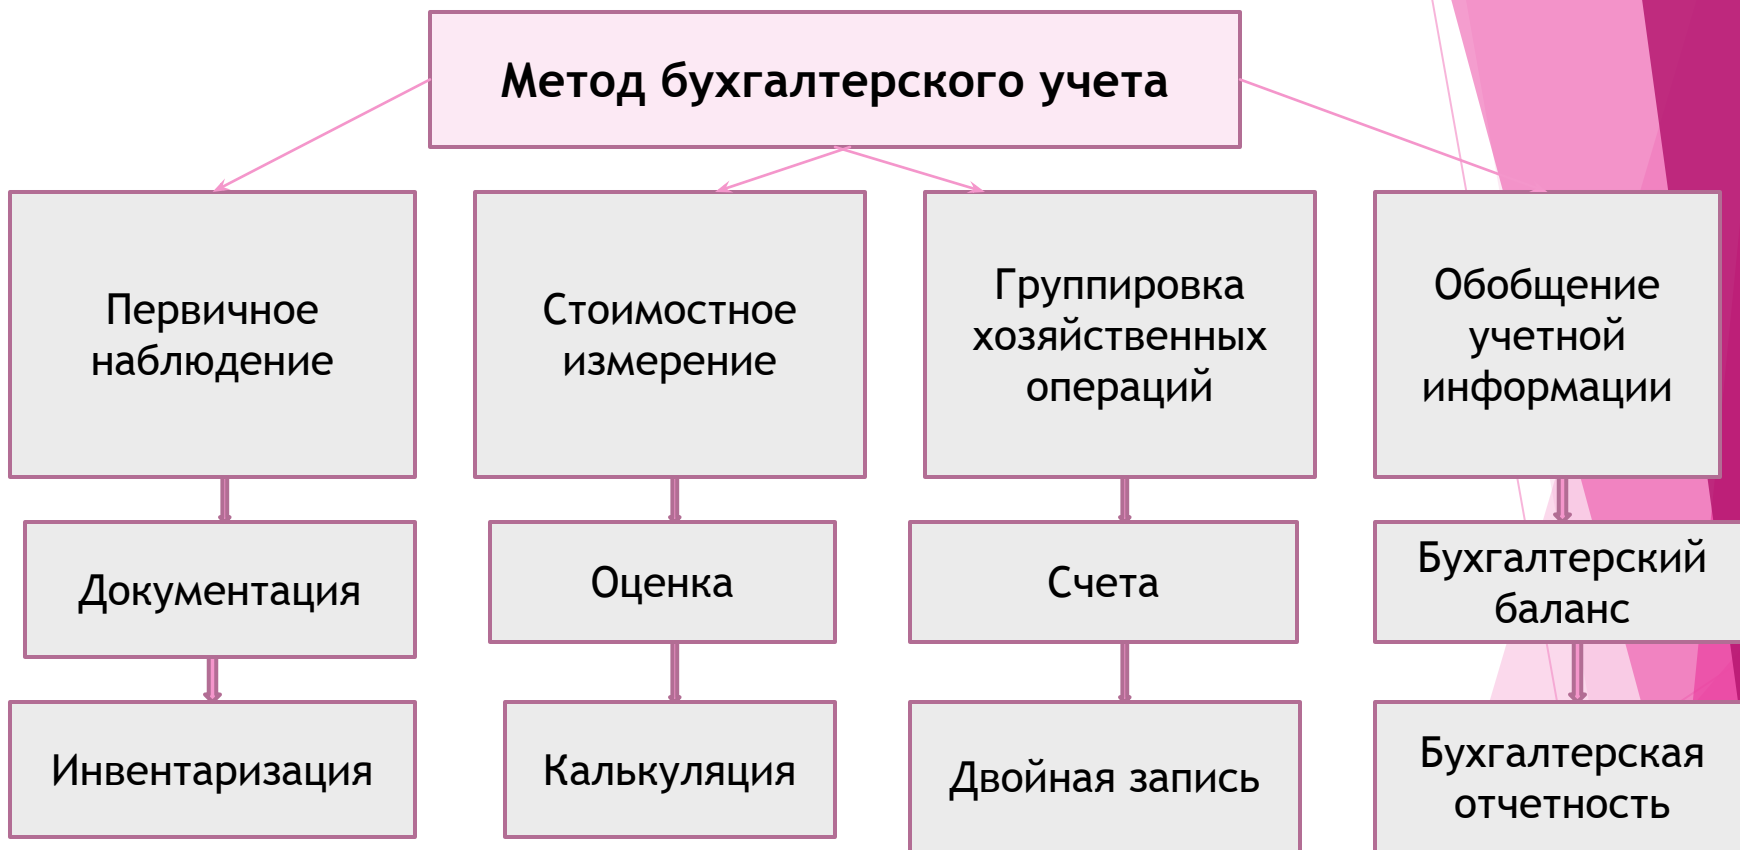 Метод бухгалтерского учета
Первичное
наблюдение
Стоимостное
измерение
Группировка
хозяйственных
операций
Обобщение
учетной
информации
Документация
Оценка
Счета
Бухгалтерский
баланс
Инвентаризация
Калькуляция
Двойная запись
Бухгалтерская
отчетность